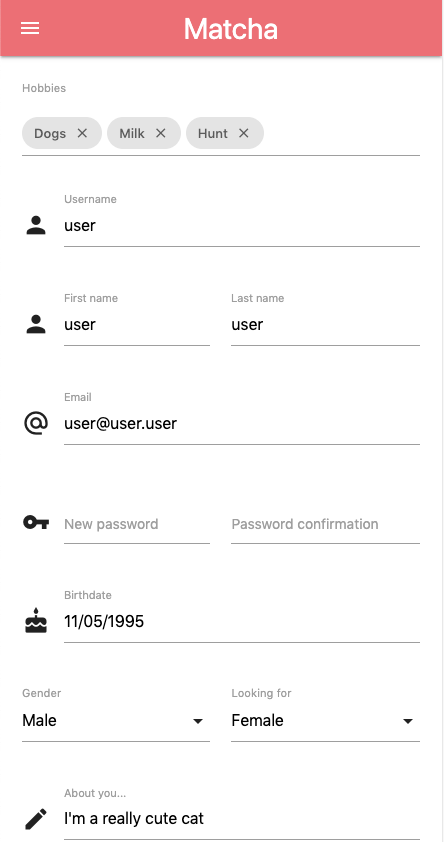 Matcha
Hobbies
Dogs Milk Hunt
Username
user
First name Last name
user user
Email
user@user.user
New password Password confirmation
Birthdate
11/05/1995
Gender Looking for
Male Female
About you...
I'm a really cute cat